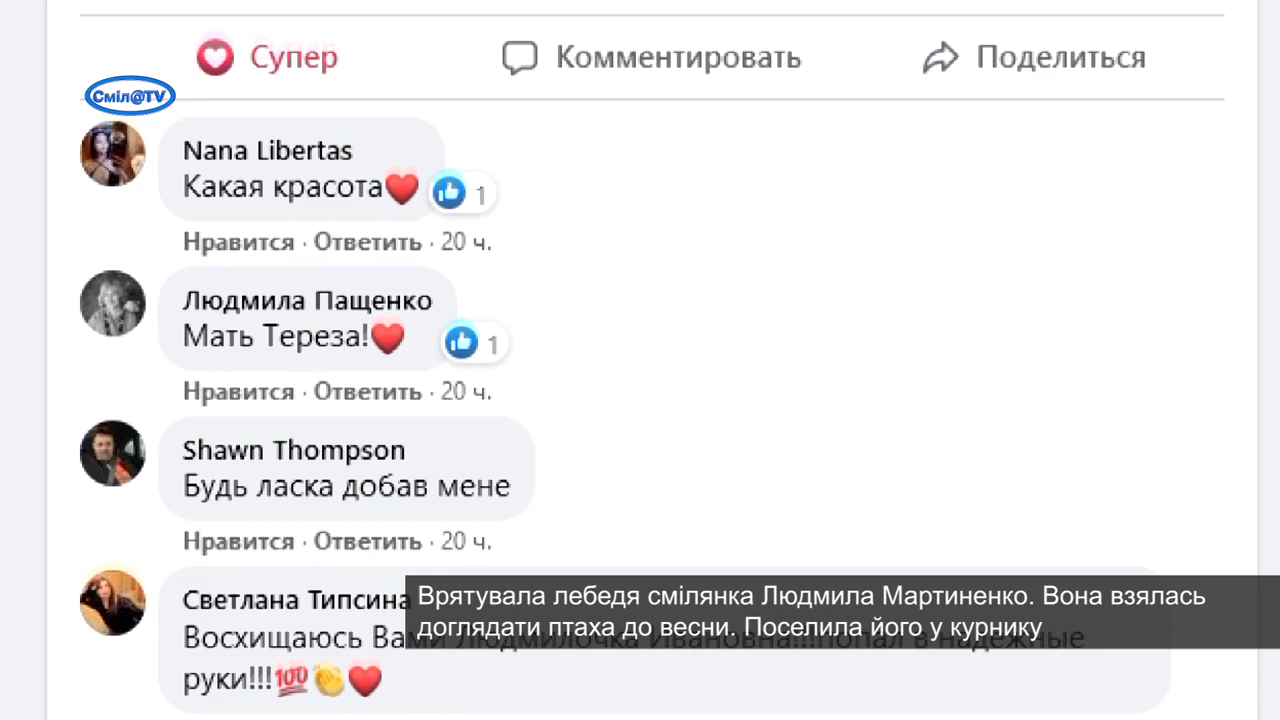 Супер
Комментировать
Поделиться
Сміл@TV
Nana Libertas
Какая красота❤️
1
Нравится · Ответить · 20 ч.
Людмила Пащенко
Мать Тереза!❤️
1
Нравится · Ответить · 20 ч.
Shawn Thompson
Будь ласка добав мене
Нравится · Ответить · 20 ч.
Светлана Типсина
Врятувала лебедя смілянка Людмила Мартиненко. Вона взялась
доглядати птаха до весни. Поселила його у курнику
Восхищаюсь Вами Людмилочка Ивановна!!!попал в надежные
руки!!!💯👏❤️